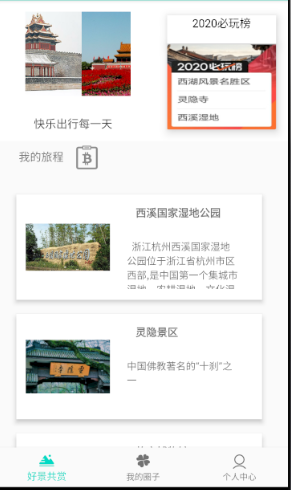 2020必玩榜
2020必玩榜
西湖风景名胜区
灵隐寺
西溪湿地
快乐出行每一天
我的旅程
西溪国家湿地公园
浙江杭州西溪国家湿地
公园位于浙江省杭州市区
西部,是中国第一个集城市
灵隐景区
中国佛教著名的“十刹”之
一
好景共赏
我的圈子
个人中心